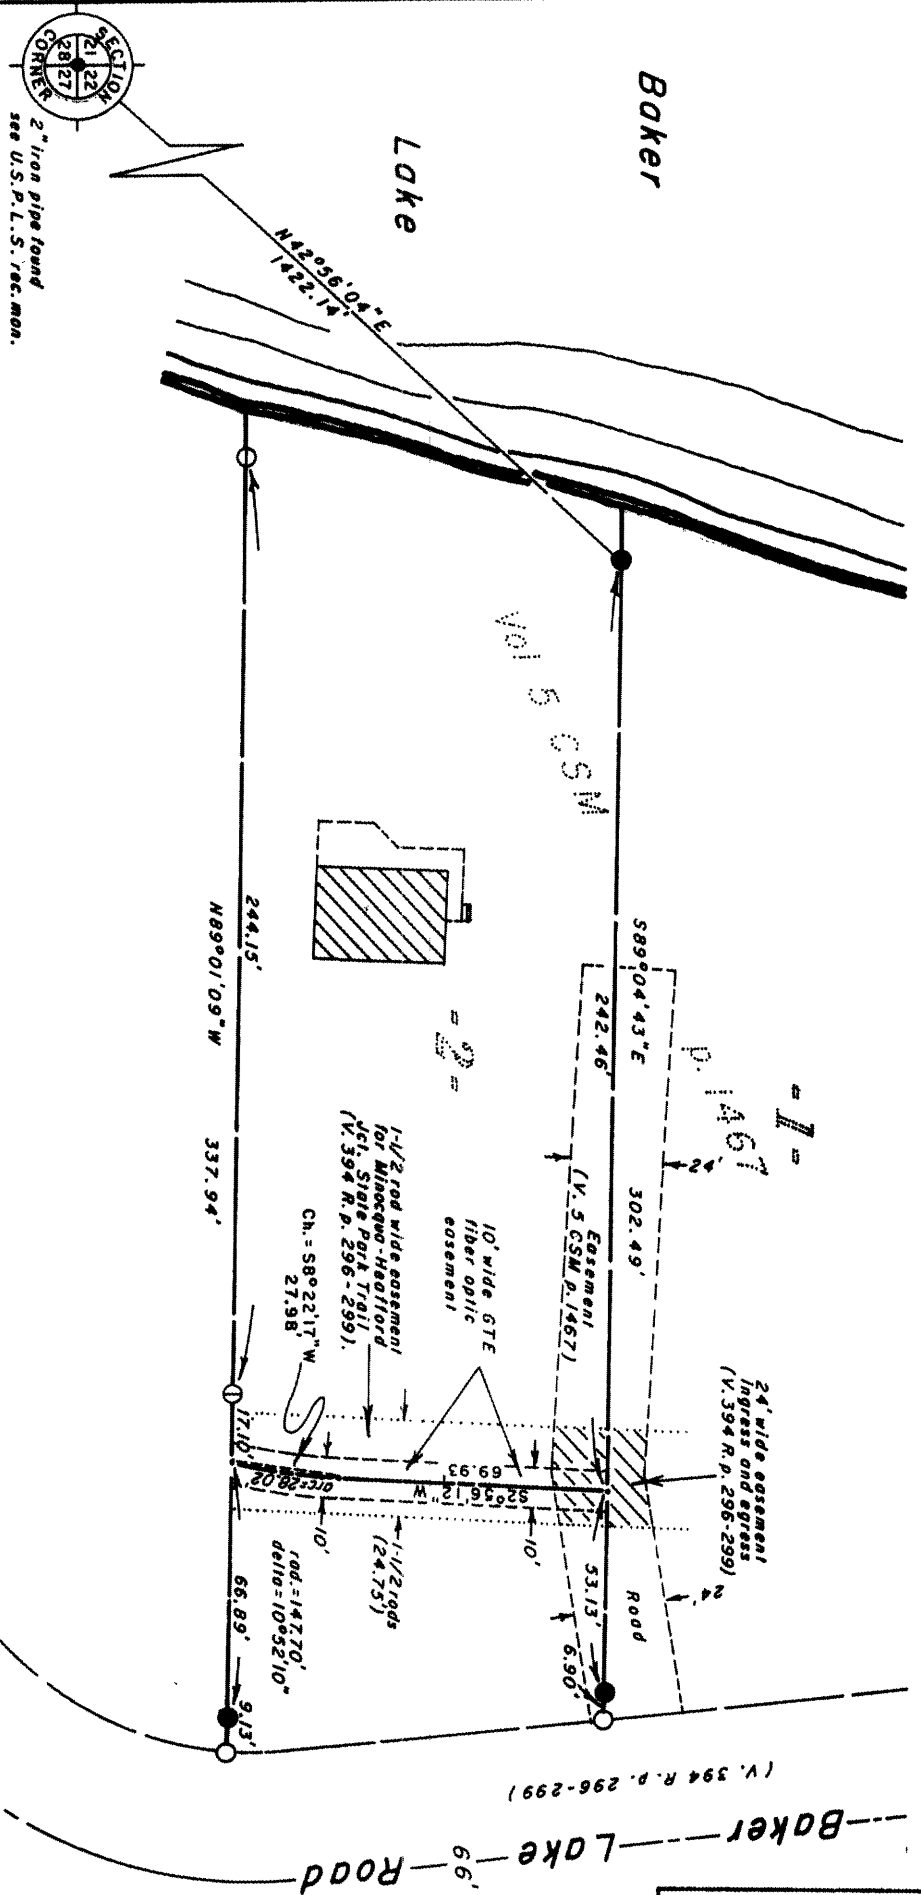 SECTION
CORNER
21 22
28 27
2" iron pipe found
see U.S.P.L.S. rec. mon.
Baker
Lake
N42°56'04"E
1422.14'
Vol 5 CSM
p. 1467
-1-
-2-
S89°04'43"E
242.46'
302.49'
244.15'
N89°01'09"W
337.94'
24'
Easement
(V. 5 CSM p. 1467)
10' wide GTE
fiber optic
easement
1-1/2 rod wide easement
for Minocqua-Heafford
Jct. State Park Trail
(V. 394 R. p. 296-299).
Ch.= S8°22'17"W
27.98'
24' wide easement
ingress and egress
(V. 394 R. p. 296-299)
17.10'
arc=28.02'
69.93
S2°56'12"W
10'
10'
1-1/2 rods
(24.75')
rad.=147.70'
delta=10°52'10"
53.13'
Road
24'
6.90'
66.89'
9.13'
(V. 394 R. p. 296-299)
Baker Lake Road
66'